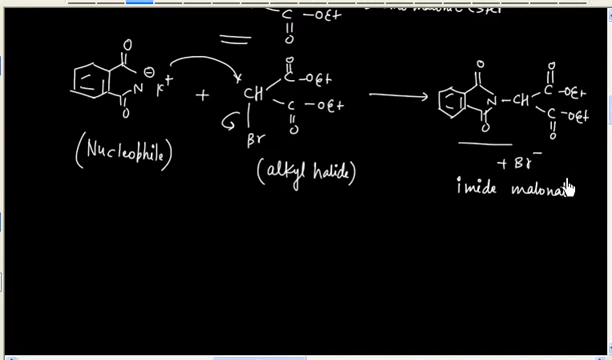 C - OEt
O
O
O
C - OEt
⊖
N K+
+
CH
C - OEt
O
O
Br
(Nucleophile)
(alkyl halide)
O
O
C - OEt
N - CH
C - OEt
O
O
+ Br⁻
imide malona